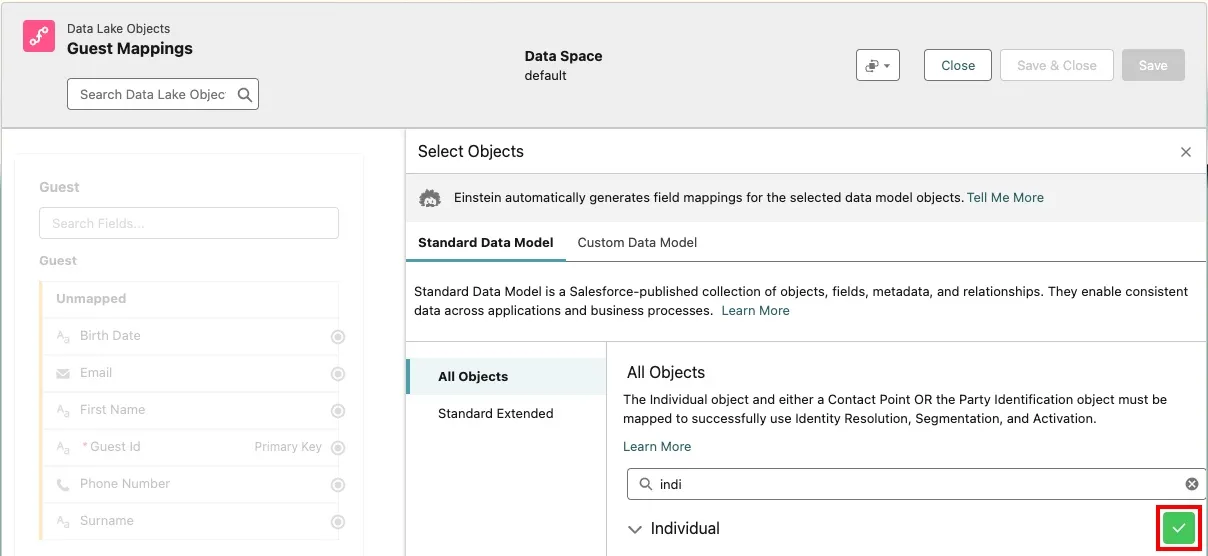 Data Lake Objects
Guest Mappings
Data Space
default
Close
Save & Close
Save
Search Data Lake Objec
Guest
Search Fields...
Guest
Unmapped
Birth Date
Email
First Name
* Guest Id Primary Key
Phone Number
Surname
Select Objects
Einstein automatically generates field mappings for the selected data model objects. Tell Me More
Standard Data Model Custom Data Model
Standard Data Model is a Salesforce-published collection of objects, fields, metadata, and relationships. They enable consistent
data across applications and business processes. Learn More
All Objects
Standard Extended
All Objects
The Individual object and either a Contact Point OR the Party Identification object must be
mapped to successfully use Identity Resolution, Segmentation, and Activation.
Learn More
indi
Individual